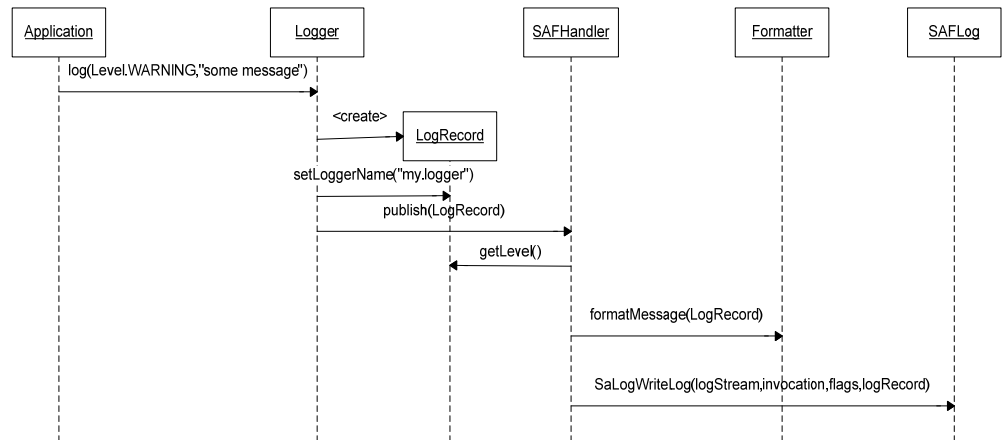 Application
Logger
SAFHandler
Formatter
SAFLog
log(Level.WARNING,"some message")
<create>
LogRecord
setLoggerName("my.logger")
publish(LogRecord)
getLevel()
formatMessage(LogRecord)
SaLogWriteLog(logStream,invocation,flags,logRecord)